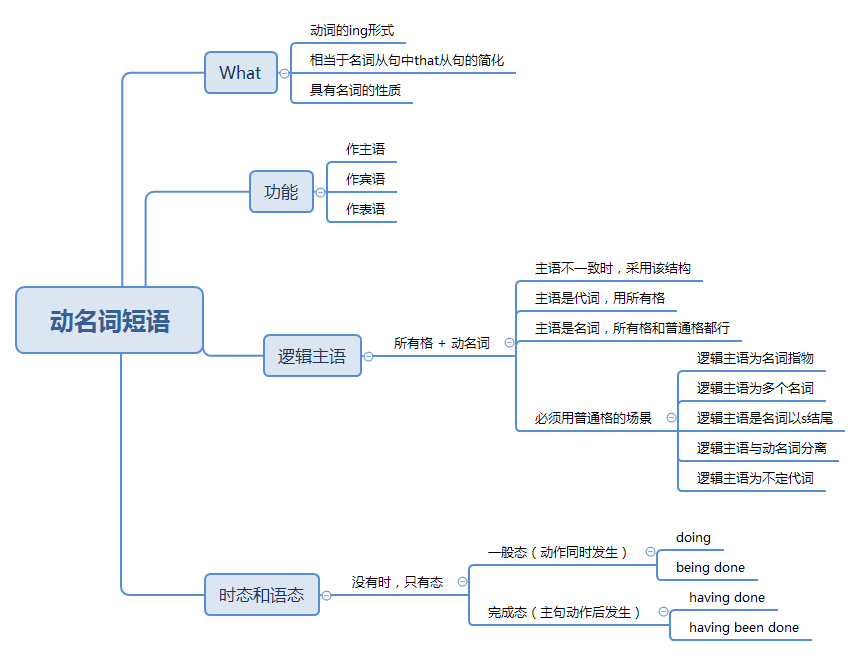 动名词短语
What
动词的ing形式
相当于名词从句中that从句的简化
具有名词的性质
功能
作主语
作宾语
作表语
逻辑主语
所有格 + 动名词
主语不一致时，采用该结构
主语是代词，用所有格
主语是名词，所有格和普通格都行
必须用普通格的场景
逻辑主语为名词指物
逻辑主语为多个名词
逻辑主语是名词以s结尾
逻辑主语与动名词分离
逻辑主语为不定代词
时态和语态
没有时，只有态
一般态（动作同时发生）
doing
being done
完成态（主句动作后发生）
having done
having been done